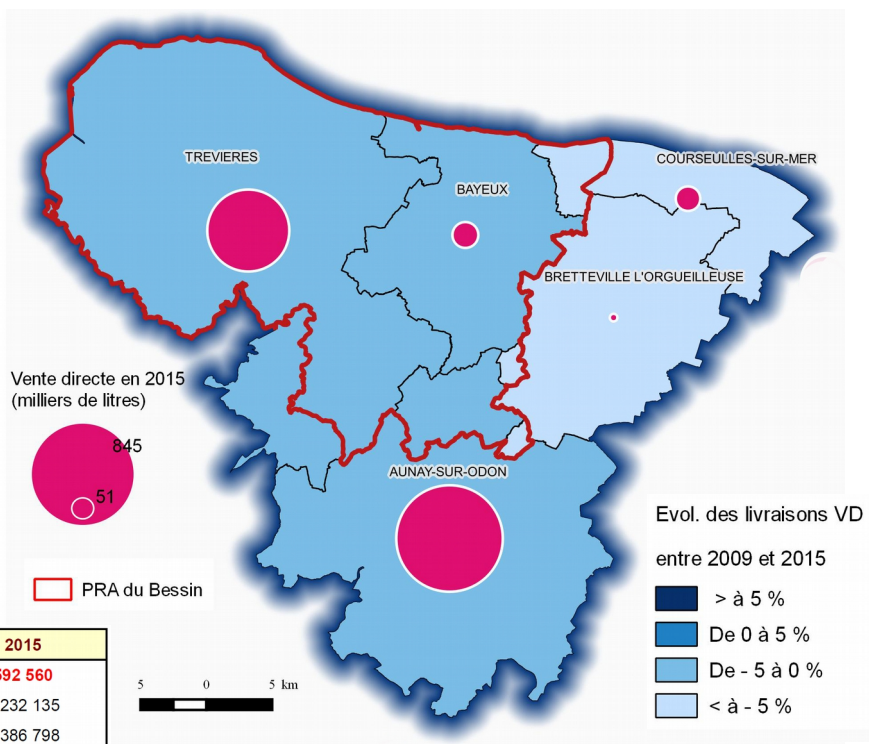 TREVIERES
BAYEUX
COURSEULLES-SUR-MER
BRETTEVILLE L'ORGUEILLEUSE
AUNAY-SUR-ODON
Vente directe en 2015
(milliers de litres)
845
51
PRA du Bessin
2015
592 560
232 135
386 798
5 0 5 km
Evol. des livraisons VD
entre 2009 et 2015
> à 5 %
De 0 à 5 %
De - 5 à 0 %
< à - 5 %